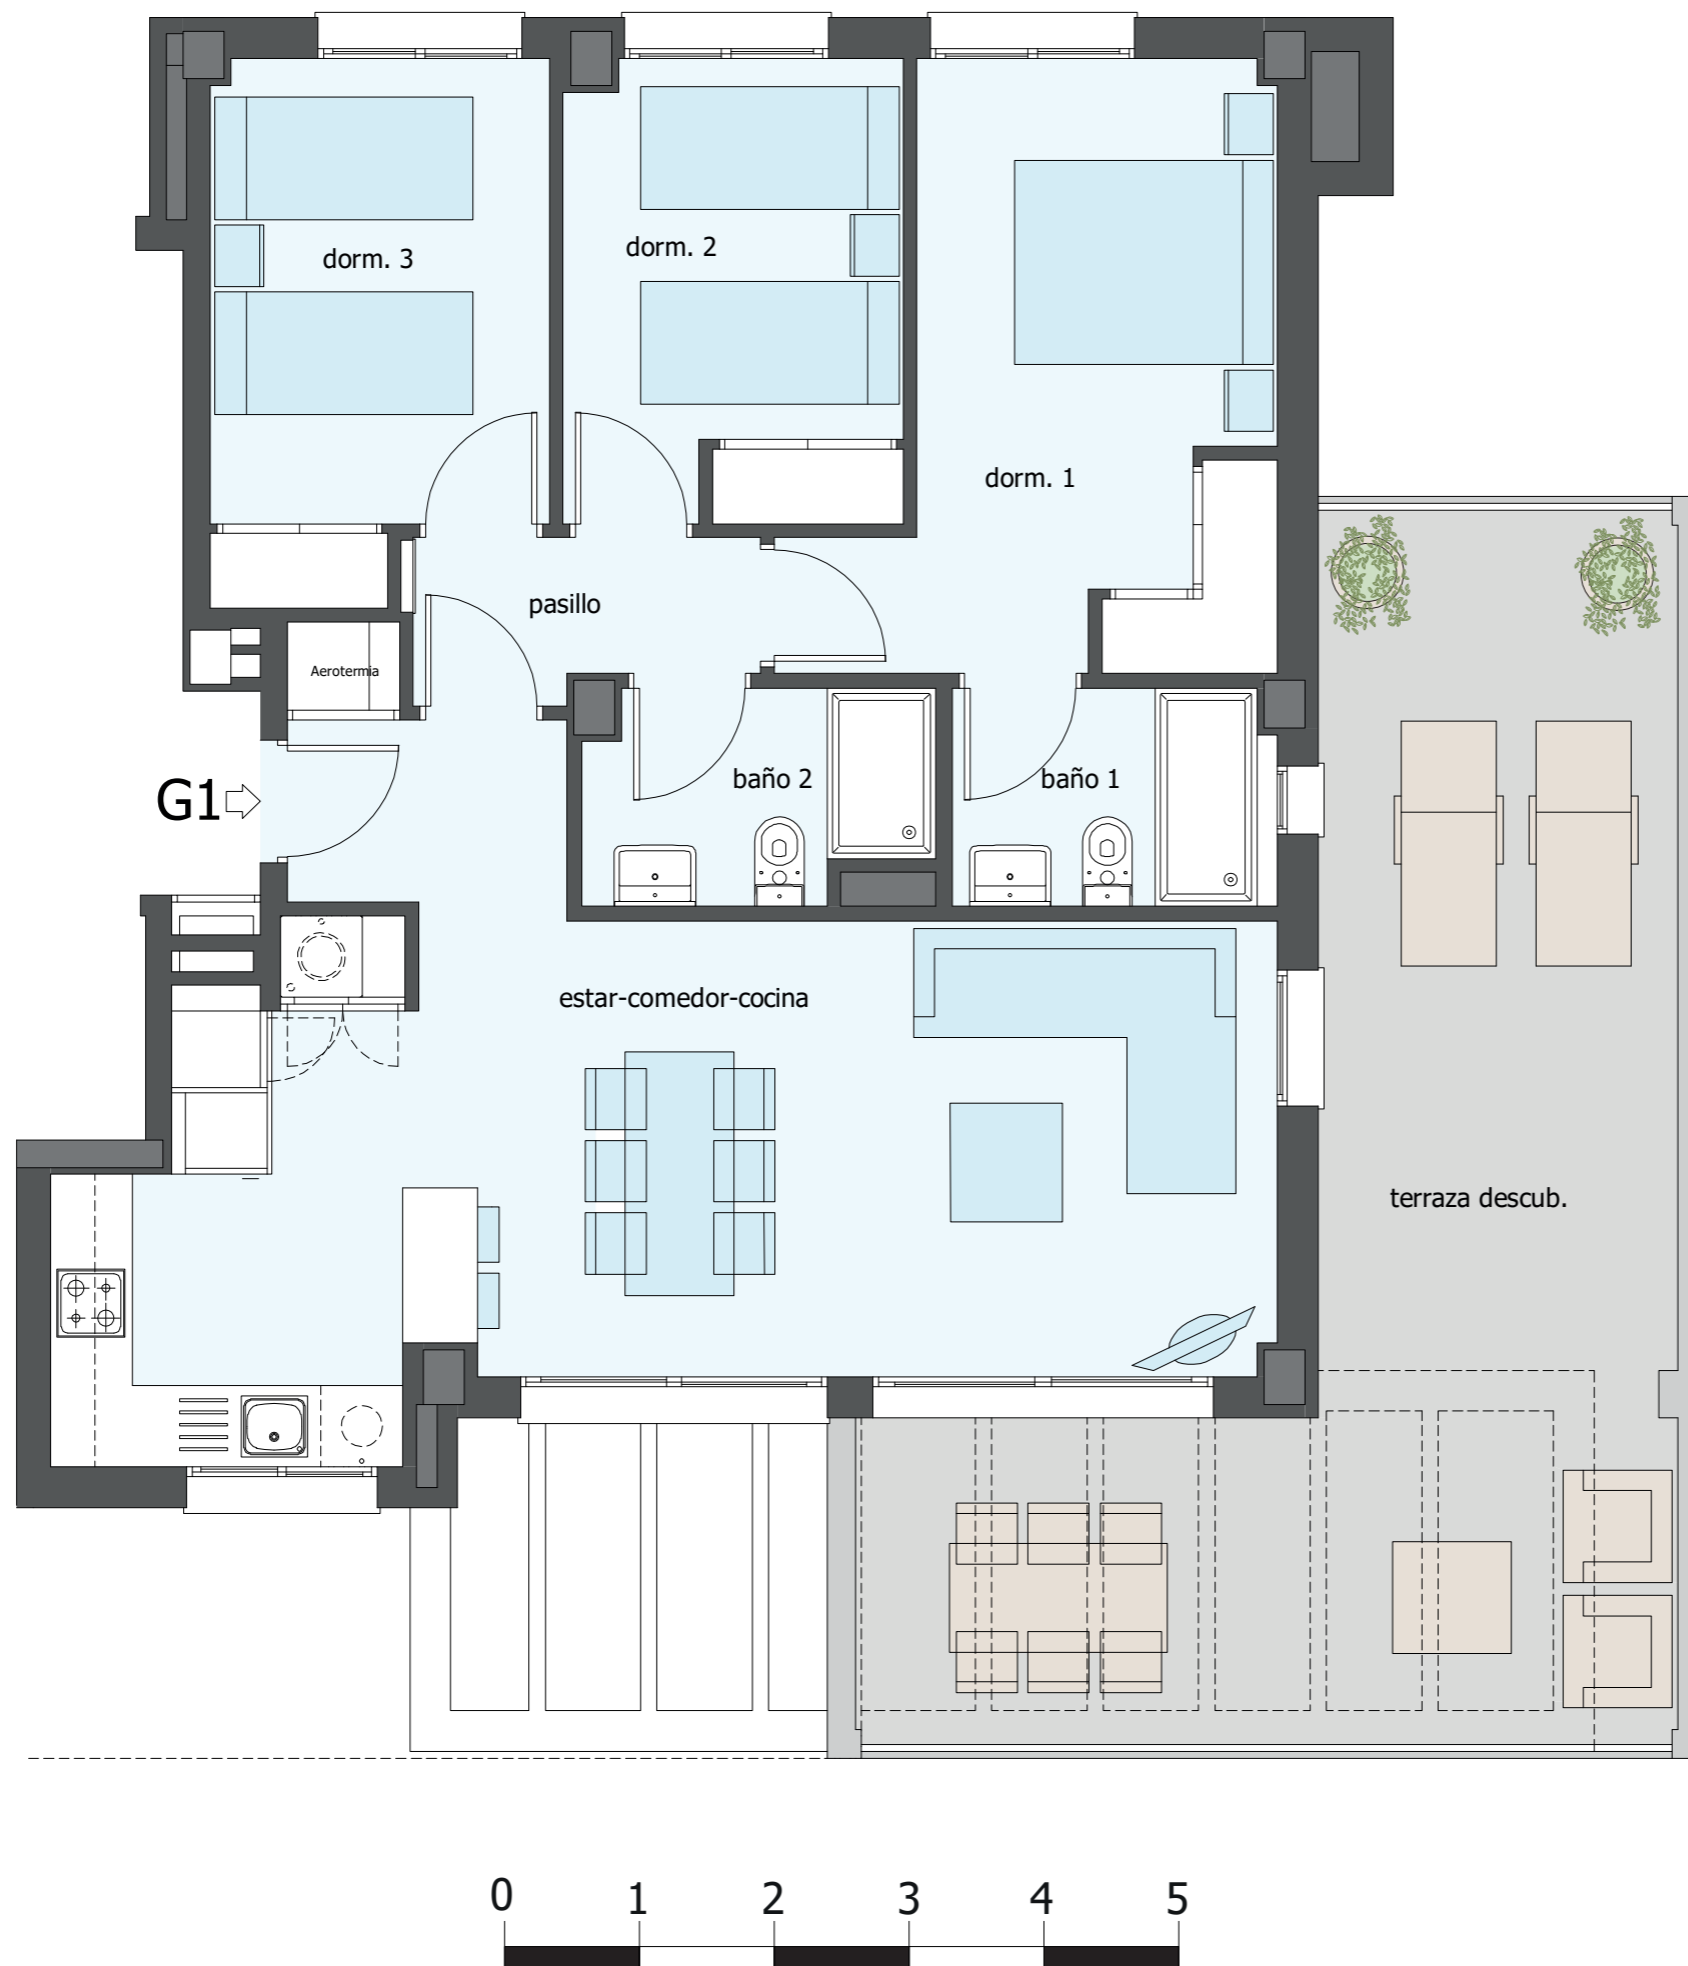 dorm. 3
dorm. 2
dorm. 1
pasillo
Aerotermia
baño 2
baño 1
G1
estar-comedor-cocina
terraza descub.
0 1 2 3 4 5